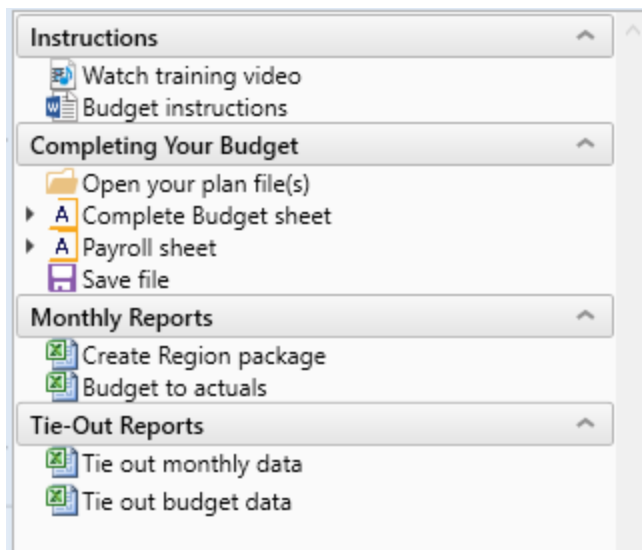 Instructions
Watch training video
Budget instructions
Completing Your Budget
Open your plan file(s)
Complete Budget sheet
Payroll sheet
Save file
Monthly Reports
Create Region package
Budget to actuals
Tie-Out Reports
Tie out monthly data
Tie out budget data